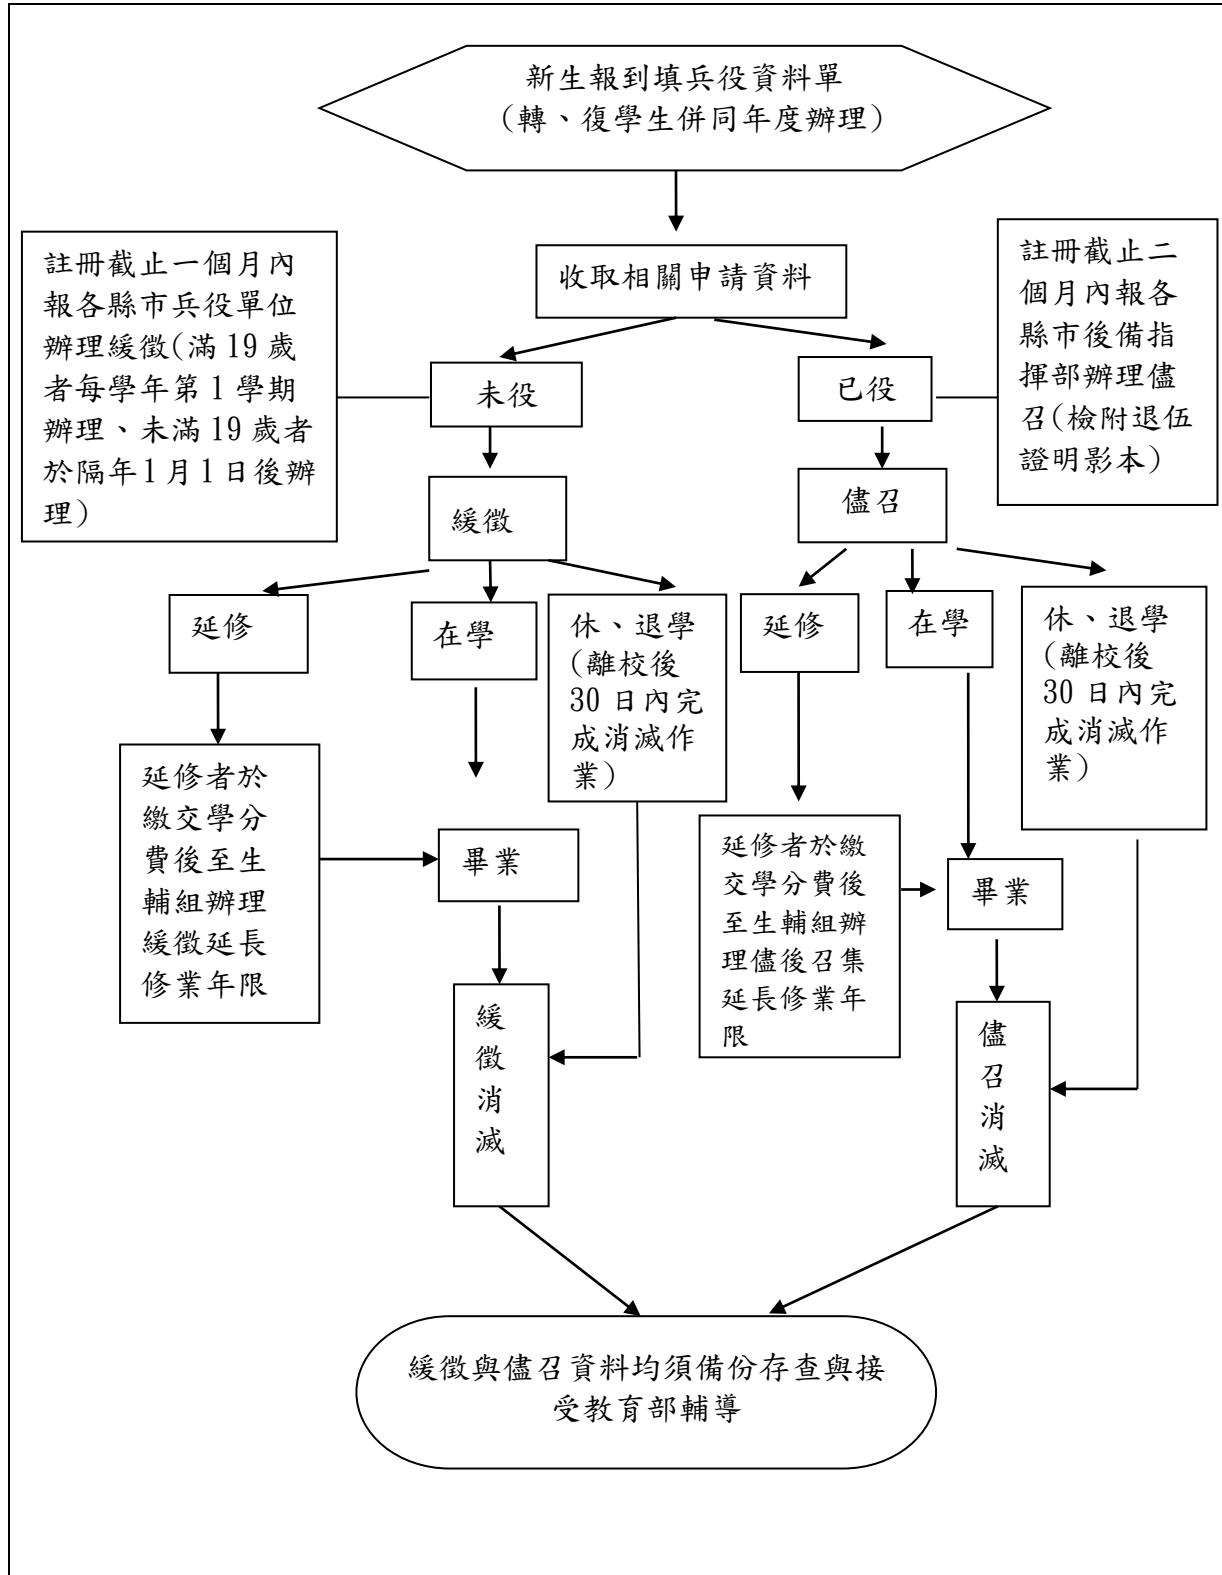 新生報到填兵役資料單
（轉、復學生併同年度辦理）
收取相關申請資料
註冊截止一個月內
報各縣市兵役單位
辦理緩徵(滿 19 歲
者每學年第 1 學期
辦理、未滿 19 歲者
於隔年1月1日後辦
理）
未役
已役
註冊截止二
個月內報各
縣市後備指
揮部辦理儘
召(檢附退伍
證明影本）
緩徵
儘召
延修
在學
休、退學
(離校後
30 日內完
成消滅作
業）
延修
在學
休、退學
(離校後
30 日內完
成消滅作
業）
延修者於
繳交學分
費後至生
輔組辦理
緩徵延長
修業年限
畢業
延修者於繳
交學分費後
至生輔組辦
理儘後召集
延長修業年
限
畢業
緩
徵
消
滅
儘
召
消
滅
緩徵與儘召資料均須備份存查與接
受教育部輔導